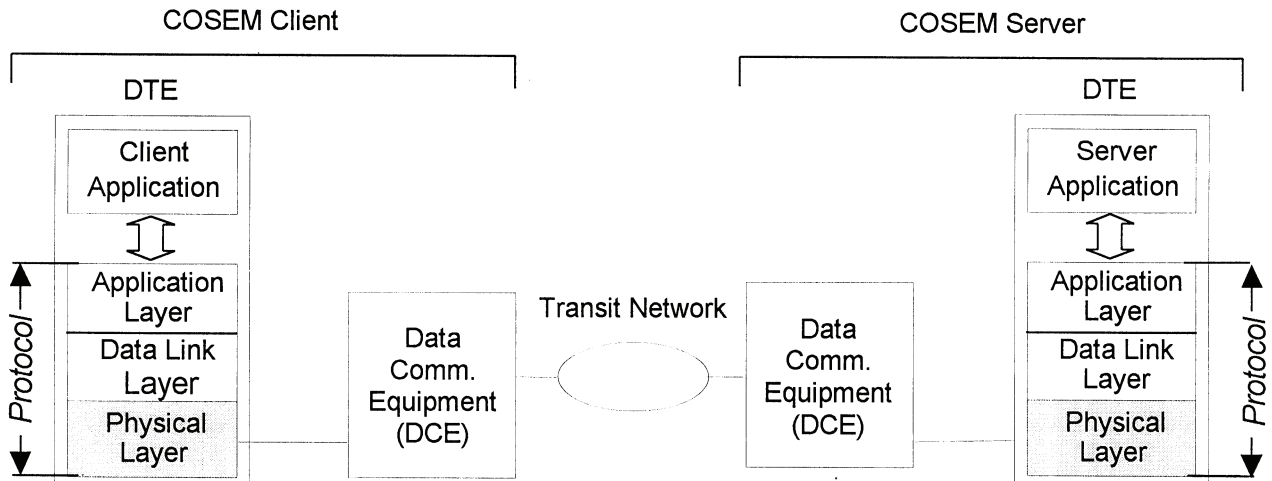 COSEM Client
COSEM Server
DTE
DTE
Client
Application
Server
Application
Protocol
Application
Layer
Data Link
Layer
Physical
Layer
Data
Comm.
Equipment
(DCE)
Transit Network
Data
Comm.
Equipment
(DCE)
Application
Layer
Data Link
Layer
Physical
Layer
Protocol